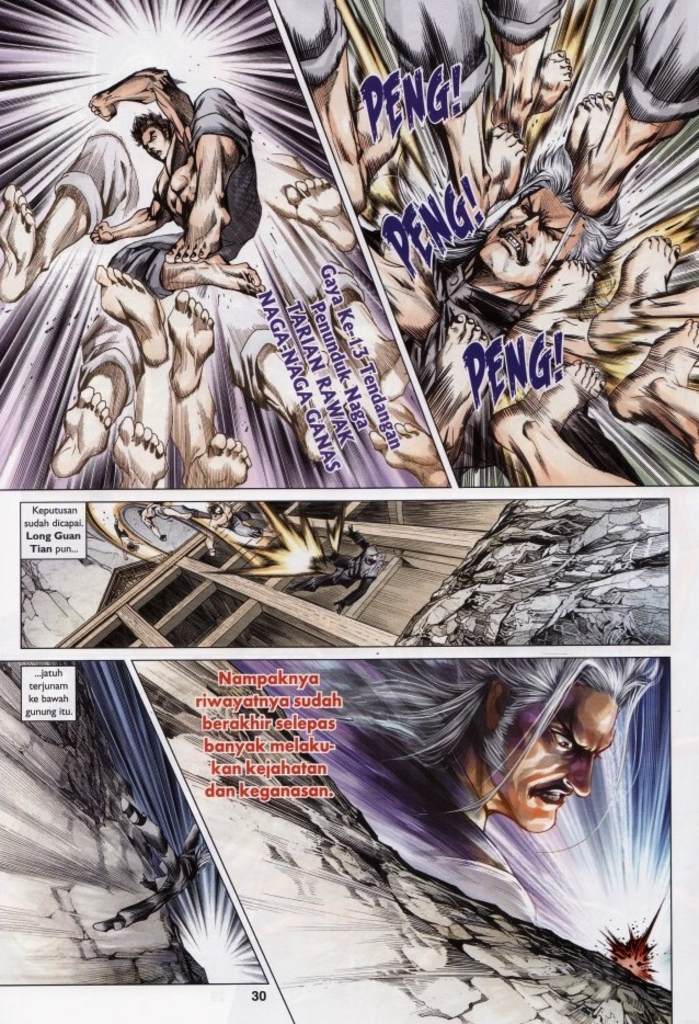 Gaya Ke-13 Tendangan
Penunduk Naga
TARIAN RAWAK
NAGA-NAGA GANAS
PENG!
PENG!
PENG!
Keputusan
sudah dicapai.
Long Guan
Tian pun...
...jatuh
terjunam
ke bawah
gunung itu.
Nampaknya
riwayatnya sudah
berakhir selepas
banyak melaku-
kan kejahatan
dan keganasan.
30